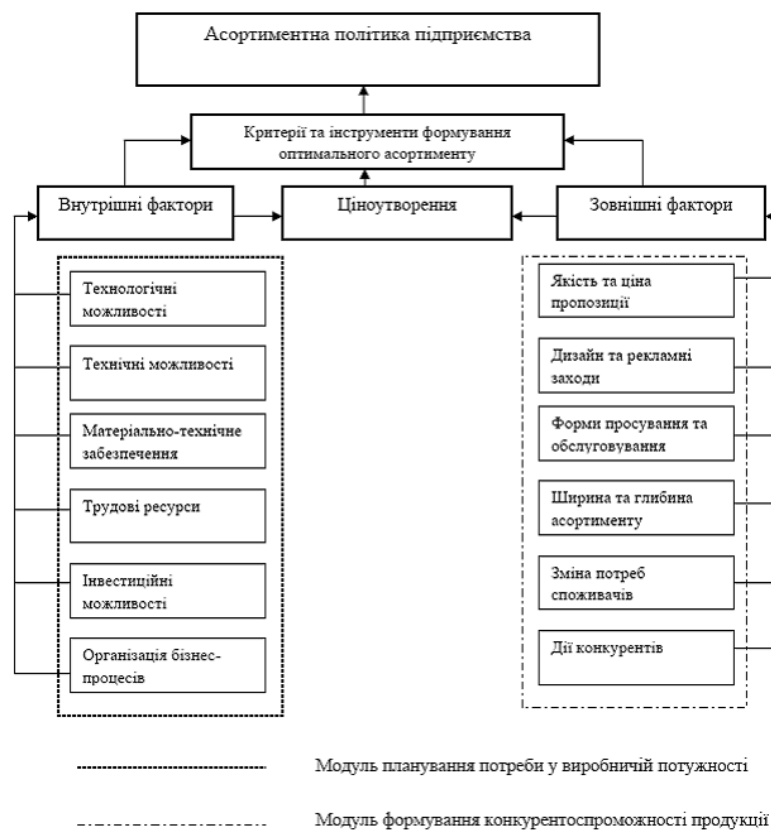 Асортиментна політика підприємства
Критерії та інструменти формування
оптимального асортименту
Внутрішні фактори
Ціноутворення
Зовнішні фактори
Технологічні
можливості
Технічні можливості
Матеріально-технічне
забезпечення
Трудові ресурси
Інвестиційні
можливості
Організація бізнес-
процесів
Якість та ціна
пропозиції
Дизайн та рекламні
заходи
Форми просування та
обслуговування
Ширина та глибина
асортименту
Зміна потреб
споживачів
Дії конкурентів
Модуль планування потреби у виробничій потужності
Модуль формування конкурентоспроможності продукції